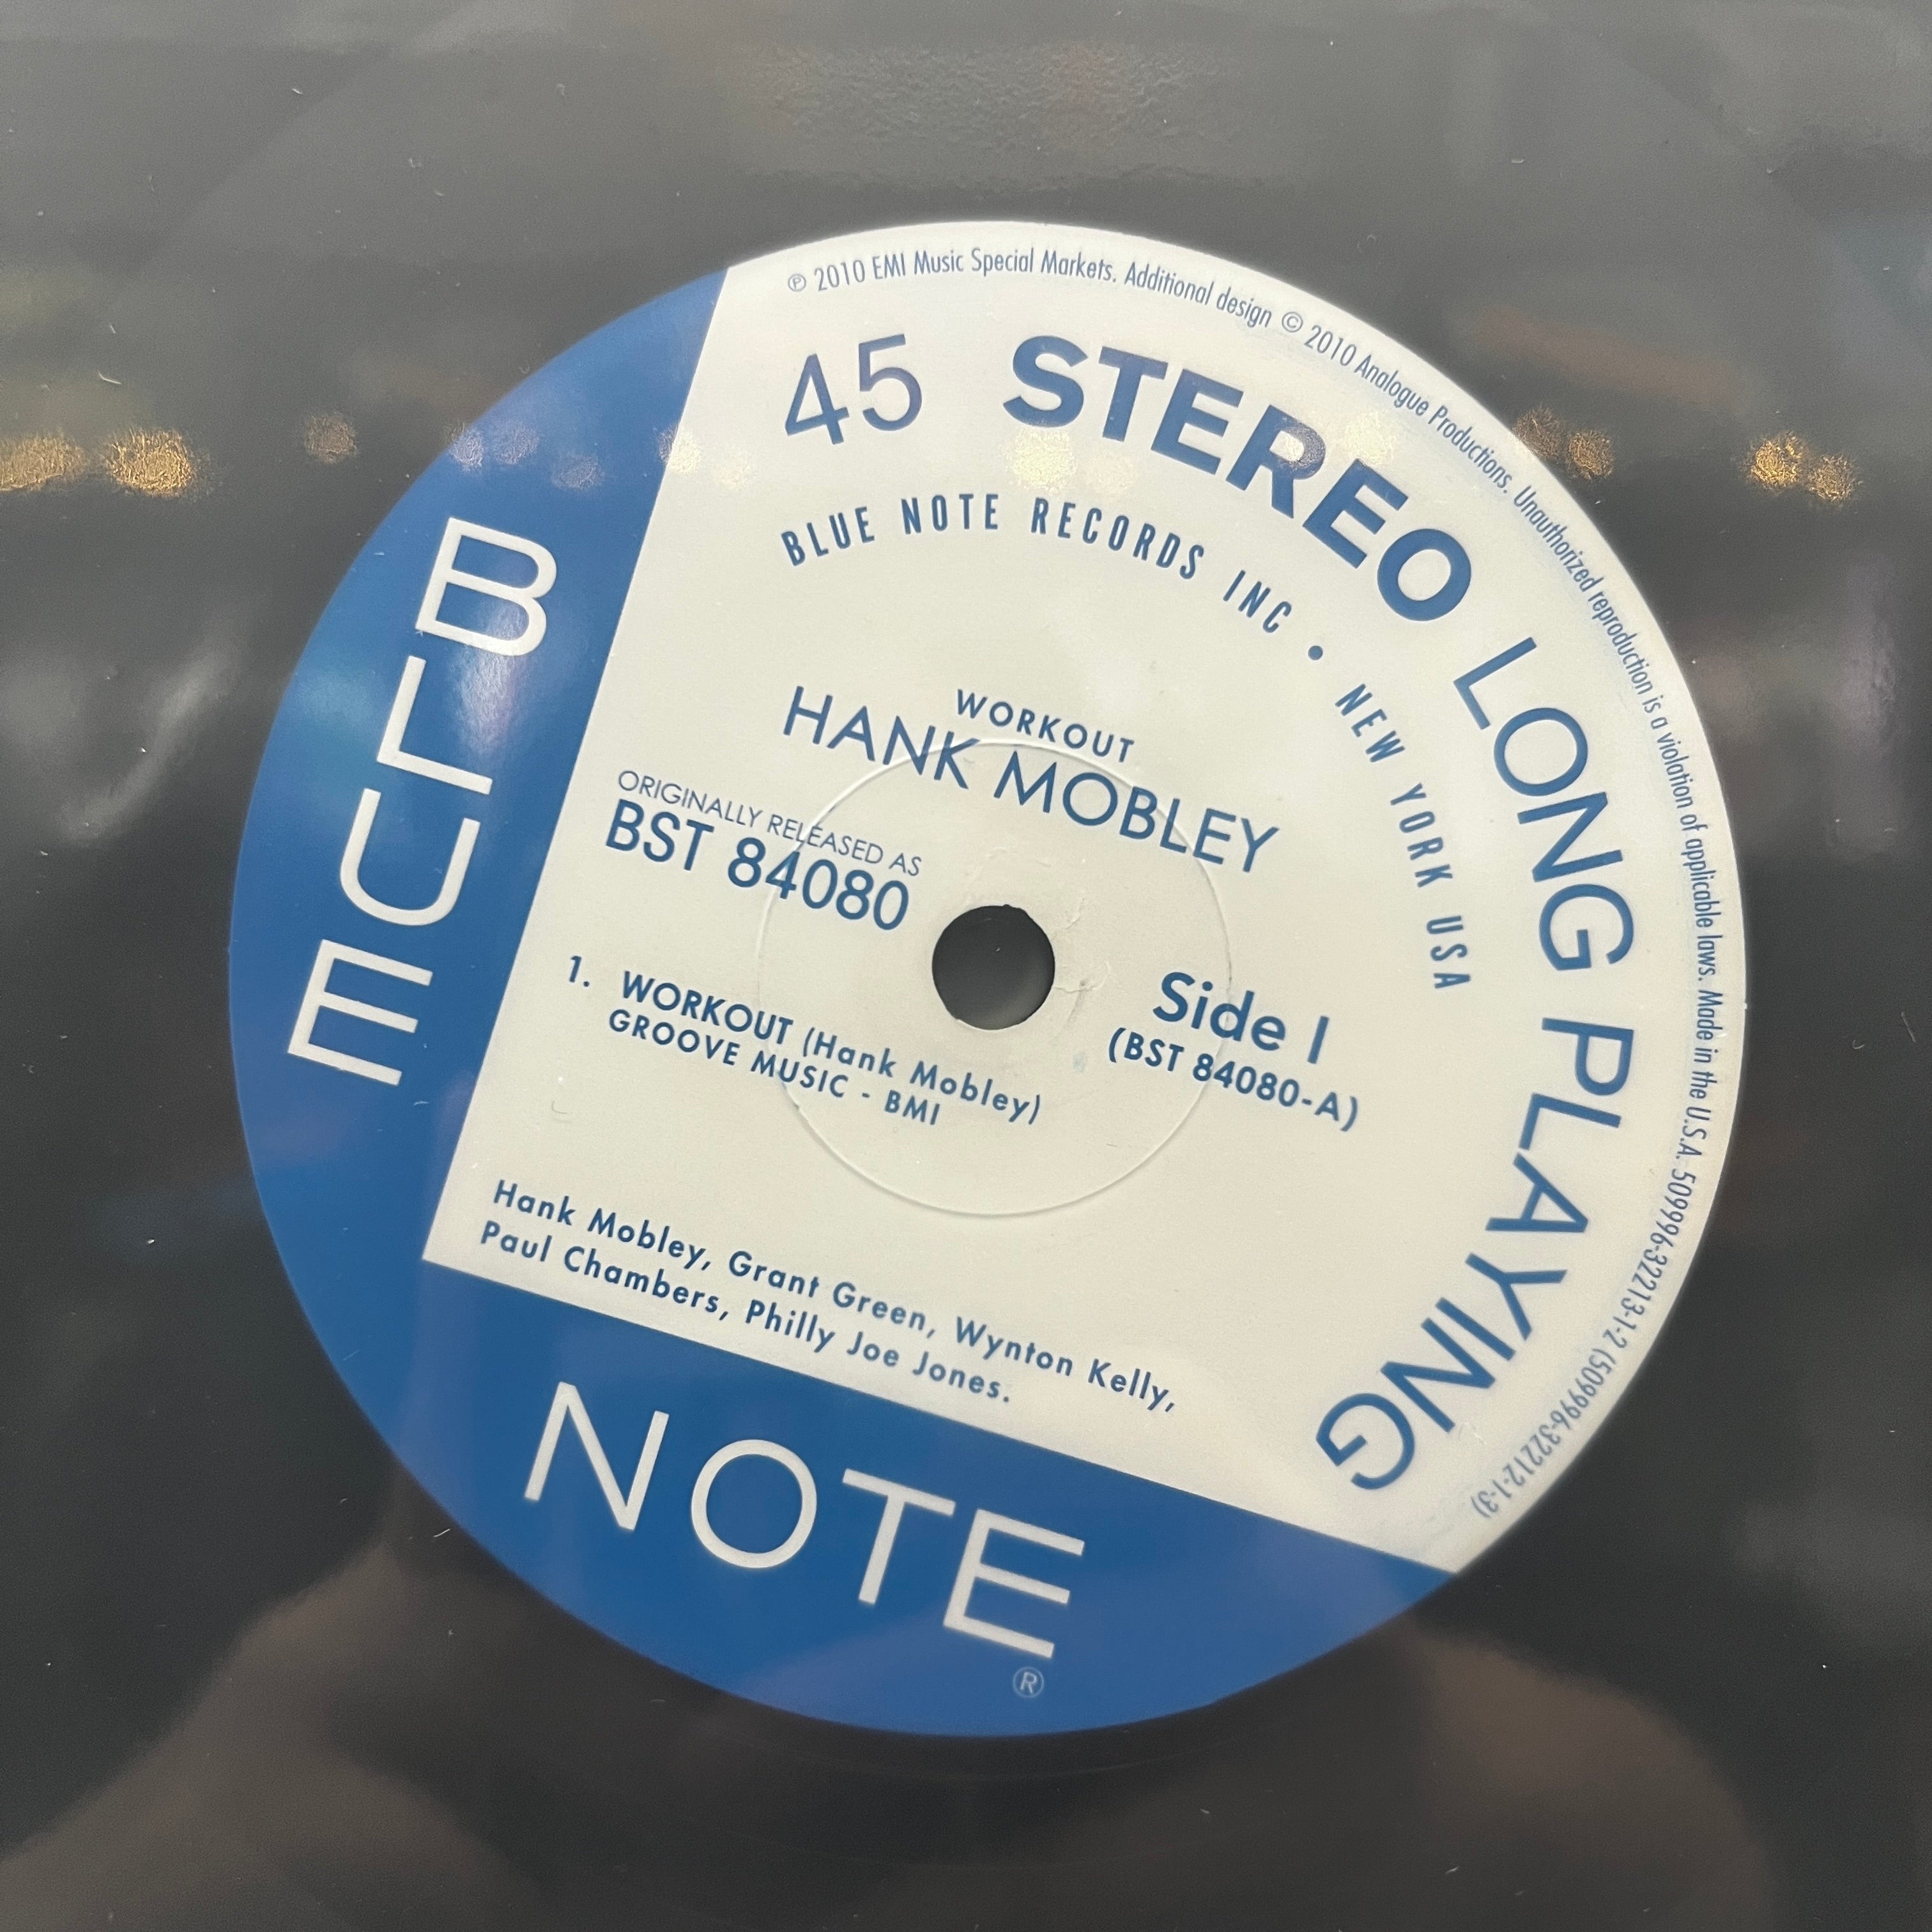 ℗ 2010 EMI Music Special Markets. Additional design © 2010 Analogue Productions. Unauthorized reproduction is a violation of applicable laws. Made in the U.S.A. 509996-32213-1-2 (509996-32212-1-3)
45 STEREO LONG PLAYING
BLUE NOTE RECORDS INC • NEW YORK USA
WORKOUT
HANK MOBLEY
ORIGINALLY RELEASED AS
BST 84080
Side I
(BST 84080-A)
1. WORKOUT (Hank Mobley)
GROOVE MUSIC - BMI
Hank Mobley, Grant Green, Wynton Kelly,
Paul Chambers, Philly Joe Jones.
BLUE
NOTE
®